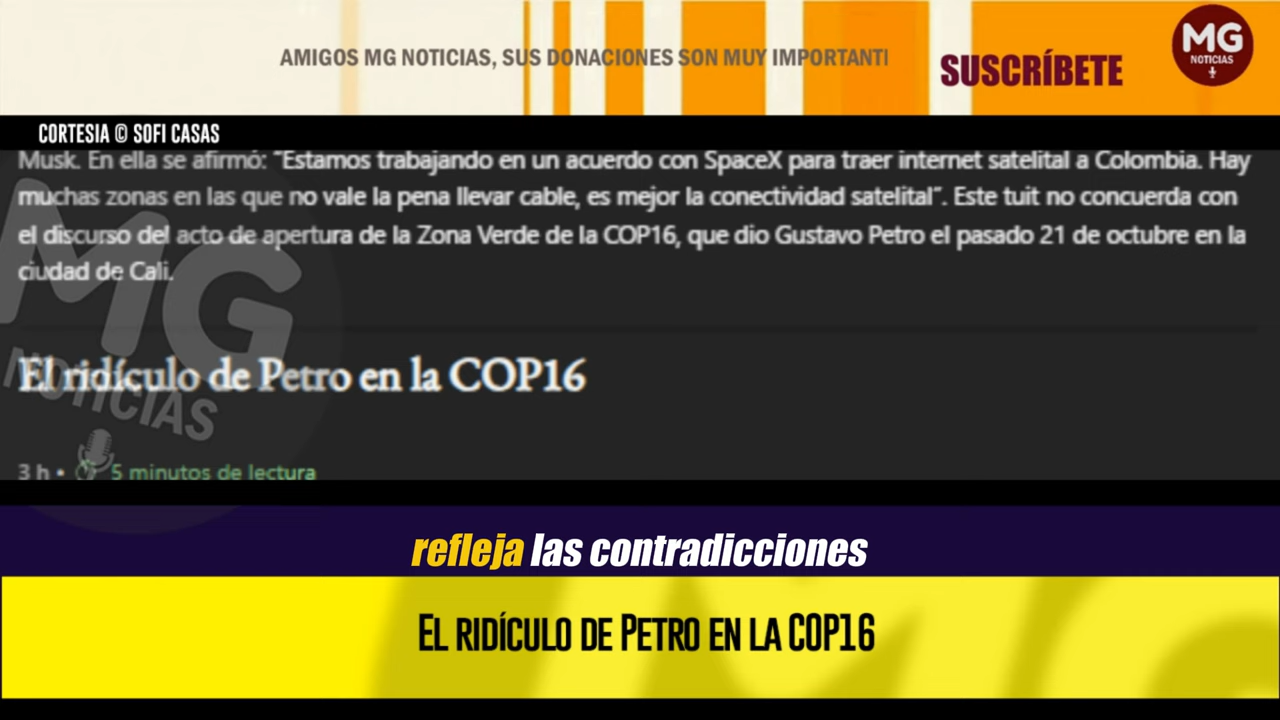 AMIGOS MG NOTICIAS, SUS DONACIONES SON MUY IMPORTANTI
SUSCRÍBETE
MG
NOTICIAS
CORTESIA © SOFI CASAS
Musk. En ella se afirmó: "Estamos trabajando en un acuerdo con SpaceX para traer internet satelital a Colombia. Hay
muchas zonas en las que no vale la pena llevar cable, es mejor la conectividad satelital". Este tuit no concuerda con
el discurso del acto de apertura de la Zona Verde de la COP16, que dio Gustavo Petro el pasado 21 de octubre en la
ciudad de Cali.
MG
NOTICIAS
El ridículo de Petro en la COP16
3 h • 5 minutos de lectura
refleja las contradicciones
EL RIDÍCULO DE PETRO EN LA COP16